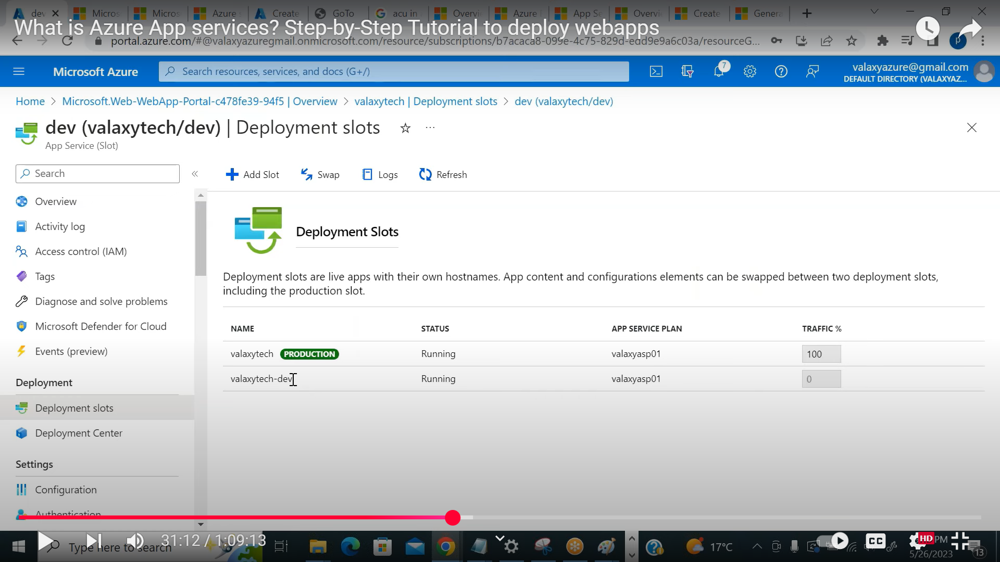 dev
Micros
Micros
Azure
Create
GoTo
acu in
Overvi
Azure i
App Se
Overvi
Create
Genera
What is Azure App services? Step-by-Step Tutorial to deploy webapps
portal.azure.com/#@valaxyazuregmail.onmicrosoft.com/resource/subscriptions/b7acaca8-099e-4c75-829d-edd9e9a6c03a/resourceG...
p
Microsoft Azure
Search resources, services, and docs (G+/)
7
valaxyazure@gmail.com
DEFAULT DIRECTORY (VALAXYAZ...
Home > Microsoft.Web-WebApp-Portal-c478fe39-94f5 | Overview > valaxytech | Deployment slots > dev (valaxytech/dev)
dev (valaxytech/dev) | Deployment slots
App Service (Slot)
Search
Add Slot
Swap
Logs
Refresh
Overview
Activity log
Access control (IAM)
Tags
Diagnose and solve problems
Microsoft Defender for Cloud
Events (preview)
Deployment
Deployment slots
Deployment Center
Settings
Configuration
Authentication
Deployment Slots
Deployment slots are live apps with their own hostnames. App content and configurations elements can be swapped between two deployment slots,
including the production slot.
NAME STATUS APP SERVICE PLAN TRAFFIC %
valaxytech PRODUCTION Running valaxyasp01 100
valaxytech-dev Running valaxyasp01 0
Type here to search
31:12 / 1:09:13
17°C
CC
HD
PM
5/26/2023
13